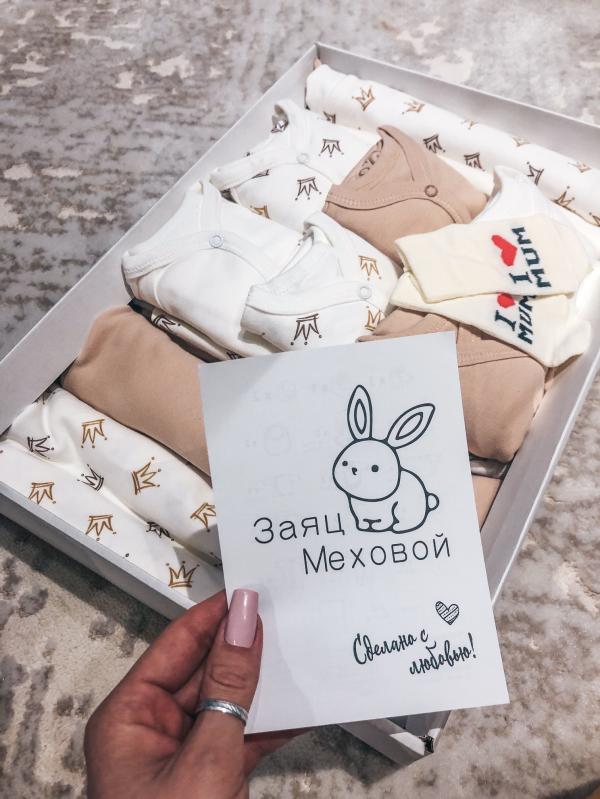 I
MUM
I
MUM
Заяц
Меховой
Сделано с
любовью!